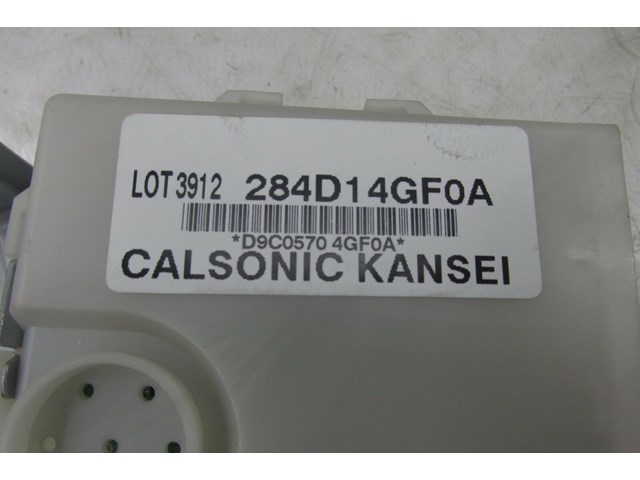 LOT 3912 284D14GF0A
*D9C0570 4GF0A*
CALSONIC KANSEI